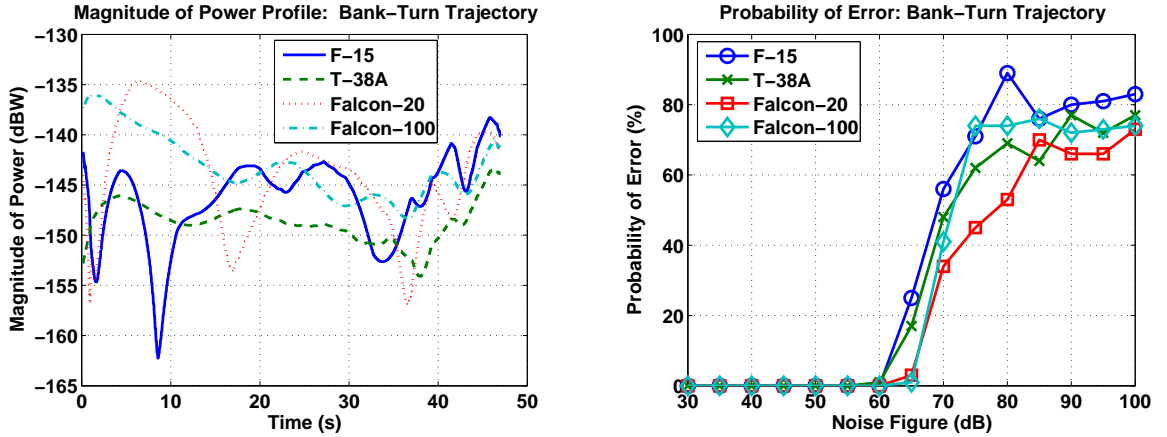 Magnitude of Power Profile:  Bank−Turn Trajectory
Magnitude of Power (dBW)
−130
−135
−140
−145
−150
−155
−160
−165
F−15
T−38A
Falcon−20
Falcon−100
0 10 20 30 40 50
Time (s)
Probability of Error: Bank−Turn Trajectory
Probability of Error (%)
100
80
60
40
20
0
F−15
T−38A
Falcon−20
Falcon−100
30 40 50 60 70 80 90 100
Noise Figure (dB)